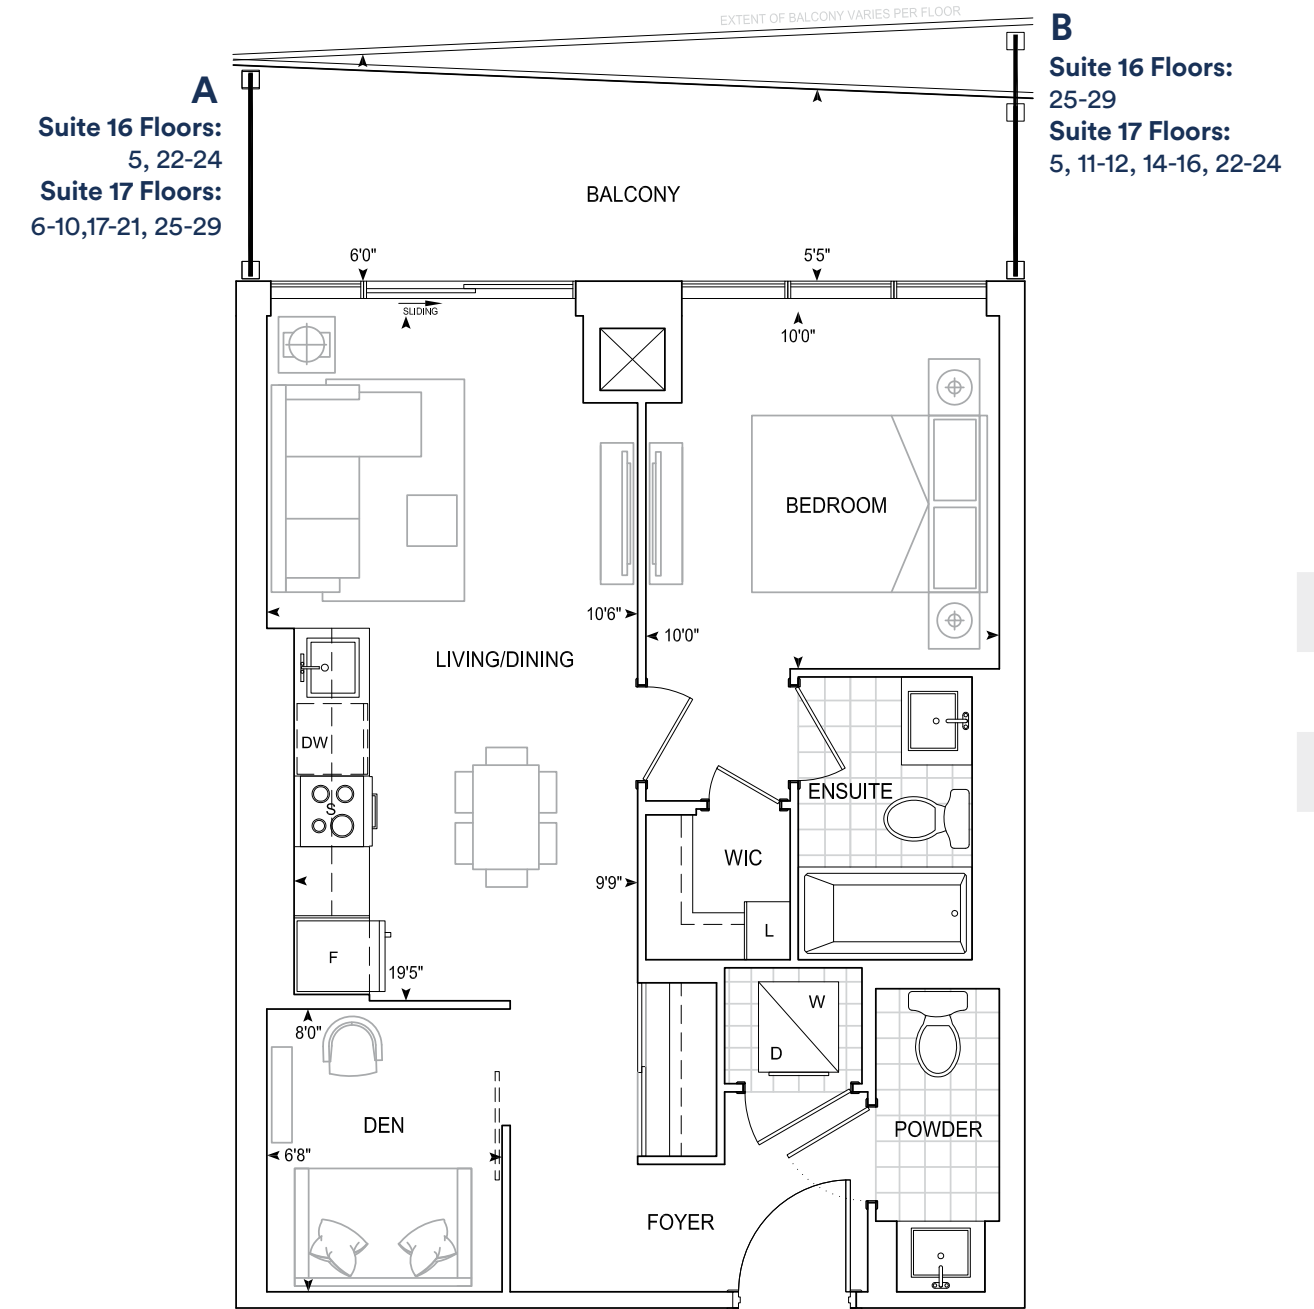 EXTENT OF BALCONY VARIES PER FLOOR
A
Suite 16 Floors:
5, 22-24
Suite 17 Floors:
6-10,17-21, 25-29
B
Suite 16 Floors:
25-29
Suite 17 Floors:
5, 11-12, 14-16, 22-24
BALCONY
6'0"
5'5"
SLIDING
10'0"
BEDROOM
10'6"
10'0"
LIVING/DINING
DW
S
ENSUITE
WIC
9'9"
L
F
19'5"
W
D
8'0"
DEN
POWDER
6'8"
FOYER